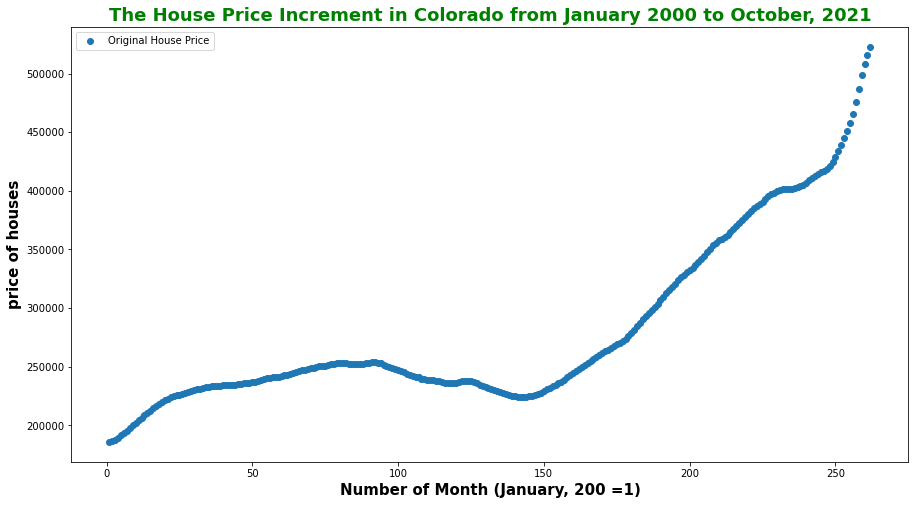 The House Price Increment in Colorado from January 2000 to October, 2021
Original House Price
500000
450000
400000
350000
300000
250000
200000
price of houses
0 50 100 150 200 250
Number of Month (January, 200 =1)